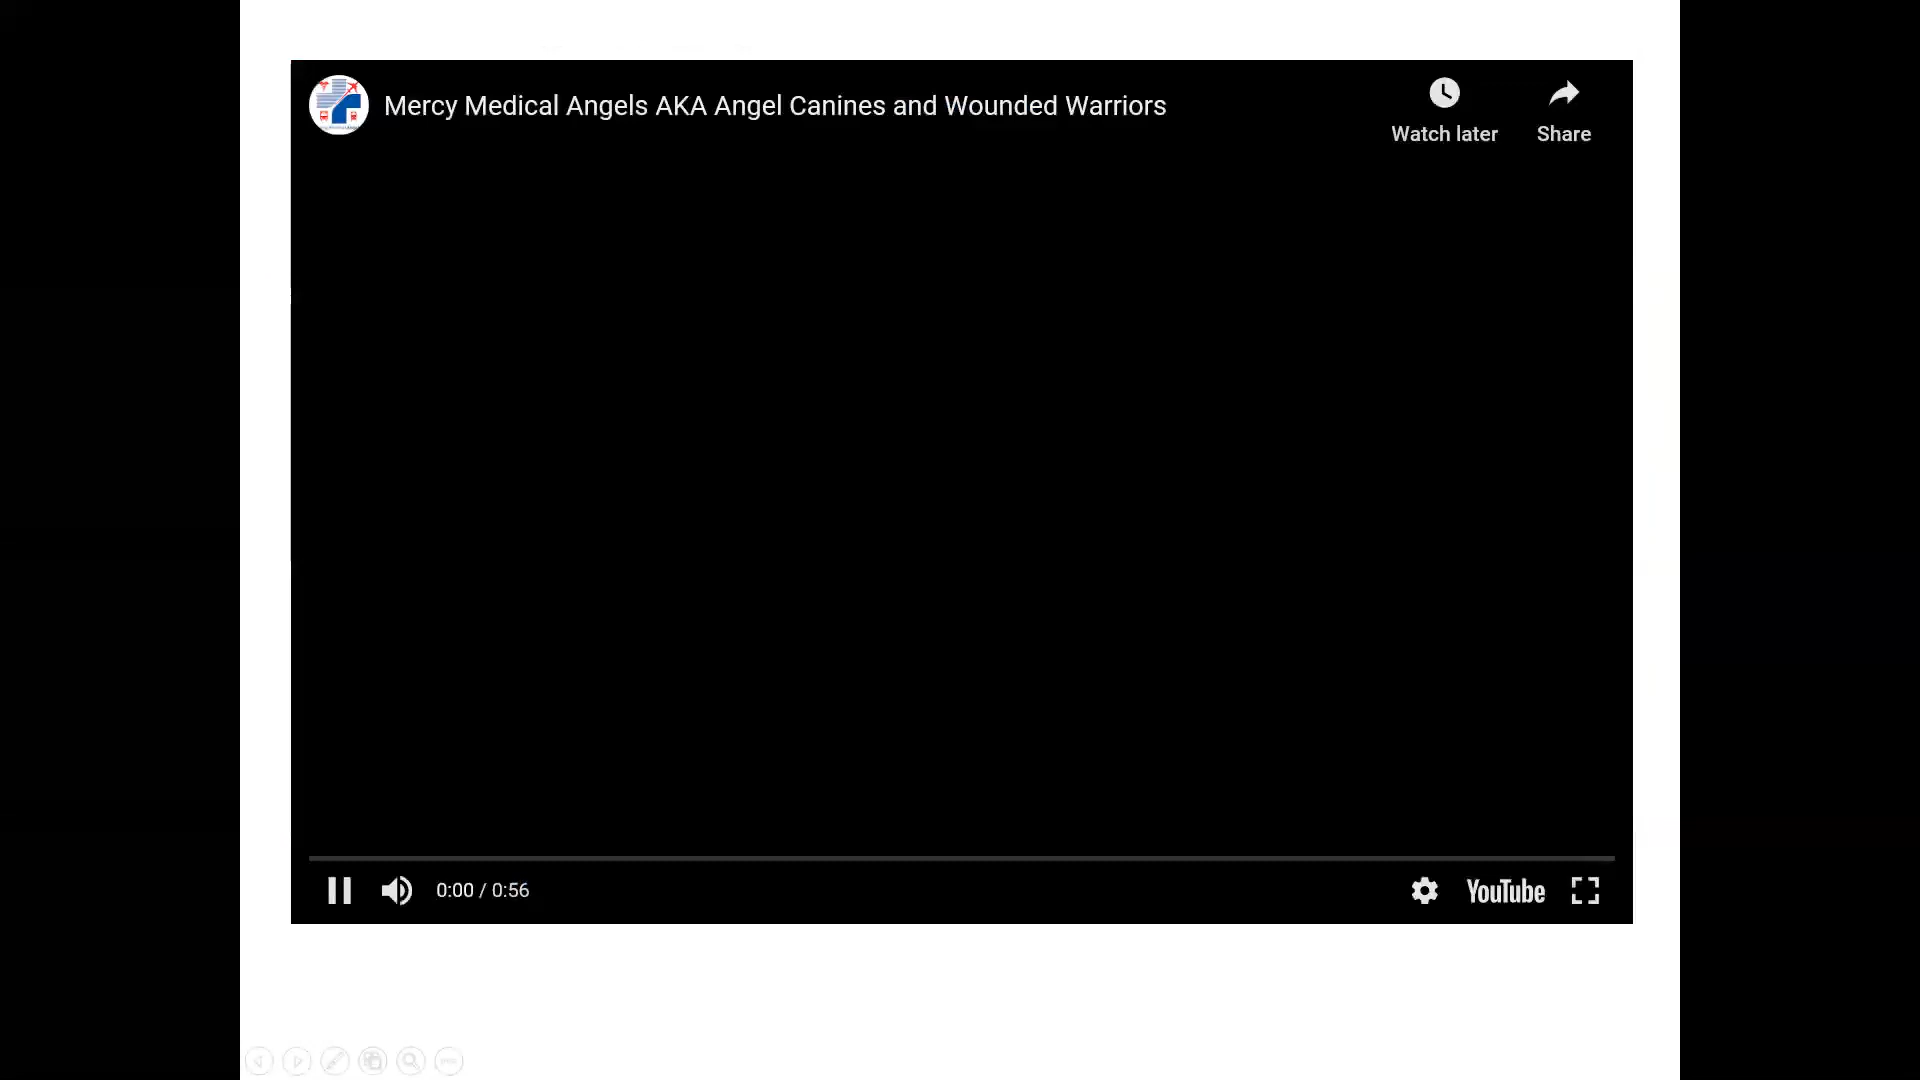 Mercy Medical Angels AKA Angel Canines and Wounded Warriors
Watch later
Share
0:00 / 0:56
YouTube